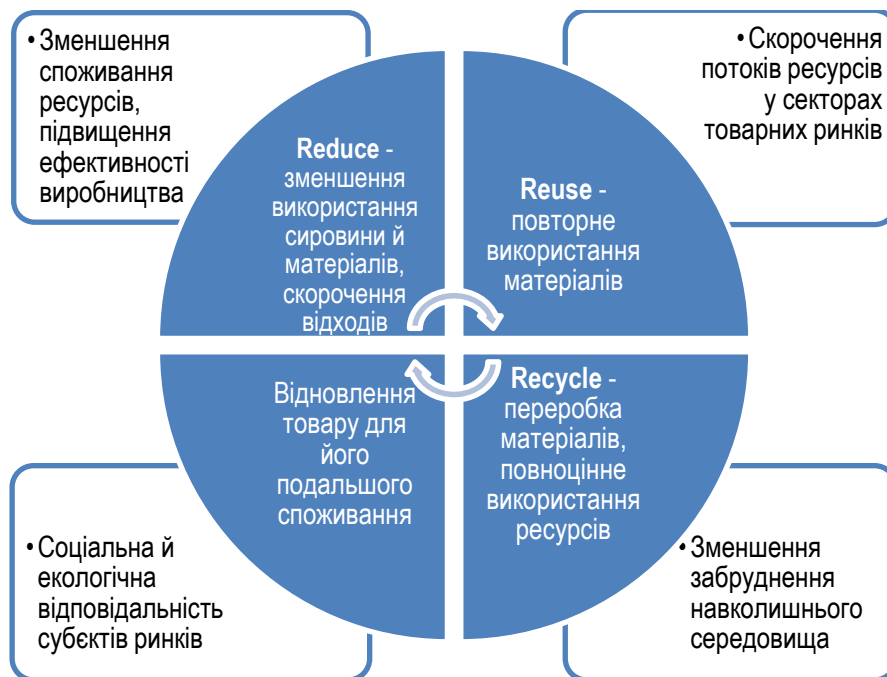 • Зменшення
споживання
ресурсів,
підвищення
ефективності
виробництва
• Скорочення
потоків ресурсів
у секторах
товарних ринків
Reduce -
зменшення
використання
сировини й
матеріалів,
скорочення
відходів
Reuse -
повторне
використання
матеріалів
Відновлення
товару для
його
подальшого
споживання
Recycle -
переробка
матеріалів,
повноцінне
використання
ресурсів
• Соціальна й
екологічна
відповідальність
субєктів ринків
• Зменшення
забруднення
навколишнього
середовища